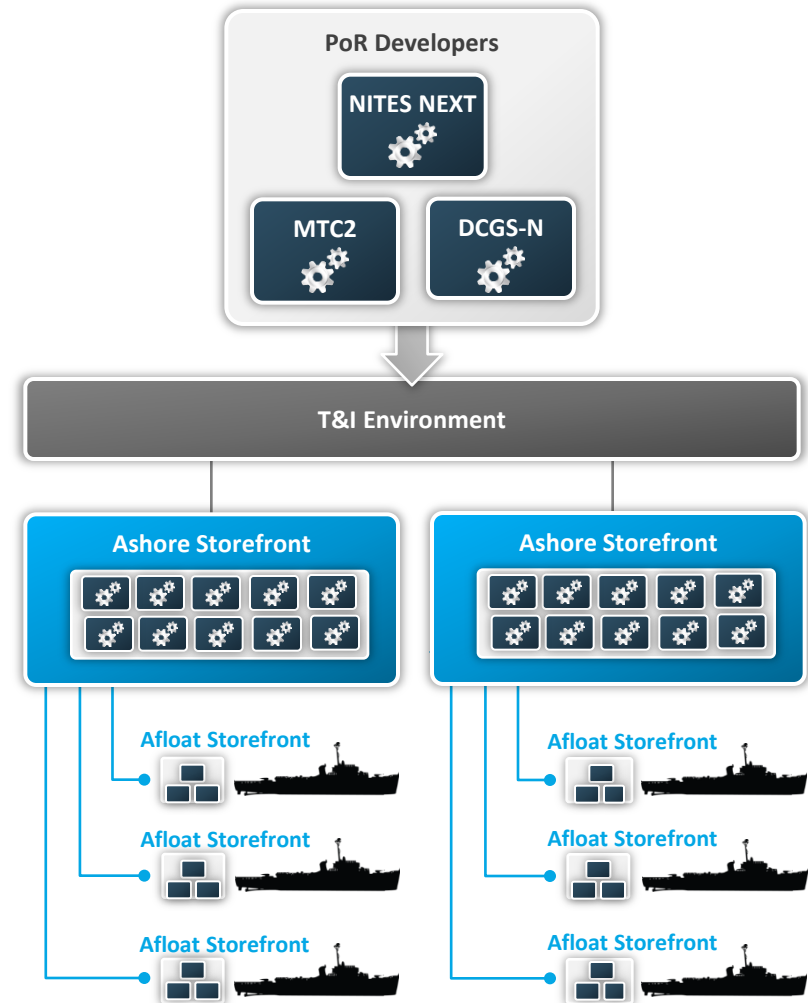 PoR Developers
NITES NEXT
MTC2
DCGS-N
T&I Environment
Ashore Storefront
Ashore Storefront
Afloat Storefront
Afloat Storefront
Afloat Storefront
Afloat Storefront
Afloat Storefront
Afloat Storefront